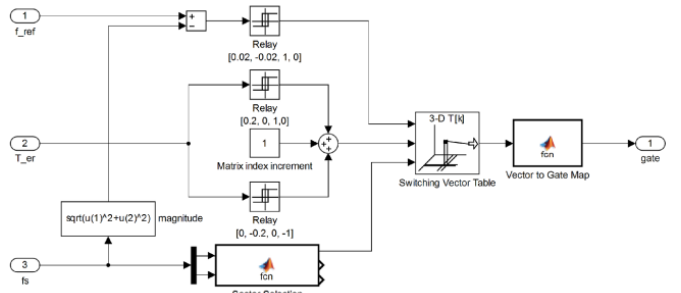 1
f_ref
+
−
Relay
[0.02, -0.02, 1, 0]
Relay
[0.2, 0, 1,0]
2
T_er
1
Matrix index increment
+
+
+
3-D T[k]
Switching Vector Table
fcn
Vector to Gate Map
1
gate
Relay
[0, -0.2, 0, -1]
sqrt(u(1)^2+u(2)^2)
magnitude
3
fs
fcn
Sector Selection